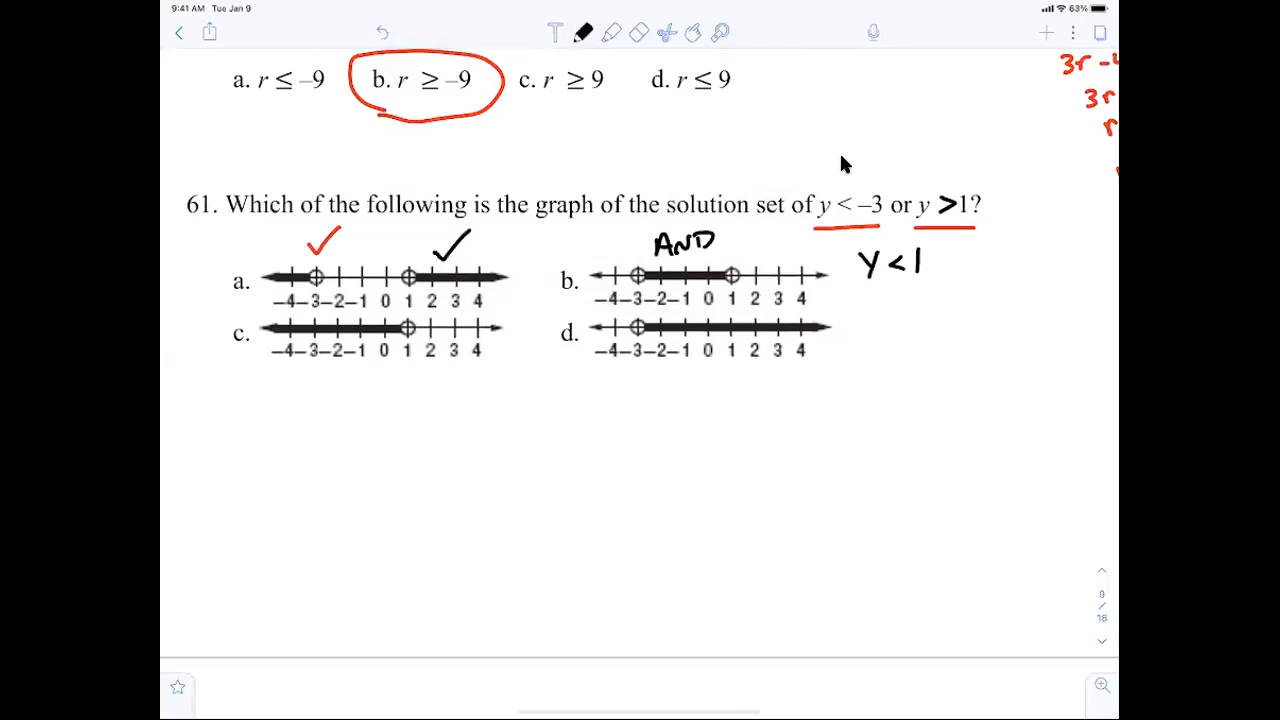 9:41 AM Tue Jan 9 63%
T
3r -4
a. r ≤ –9 b. r ≥ –9 c. r ≥ 9 d. r ≤ 9
3r
r
61. Which of the following is the graph of the solution set of y < –3 or y >1?
AND
y < 1
a. –4–3–2–1 0 1 2 3 4 b. –4–3–2–1 0 1 2 3 4
c. –4–3–2–1 0 1 2 3 4 d. –4–3–2–1 0 1 2 3 4
9
/
18